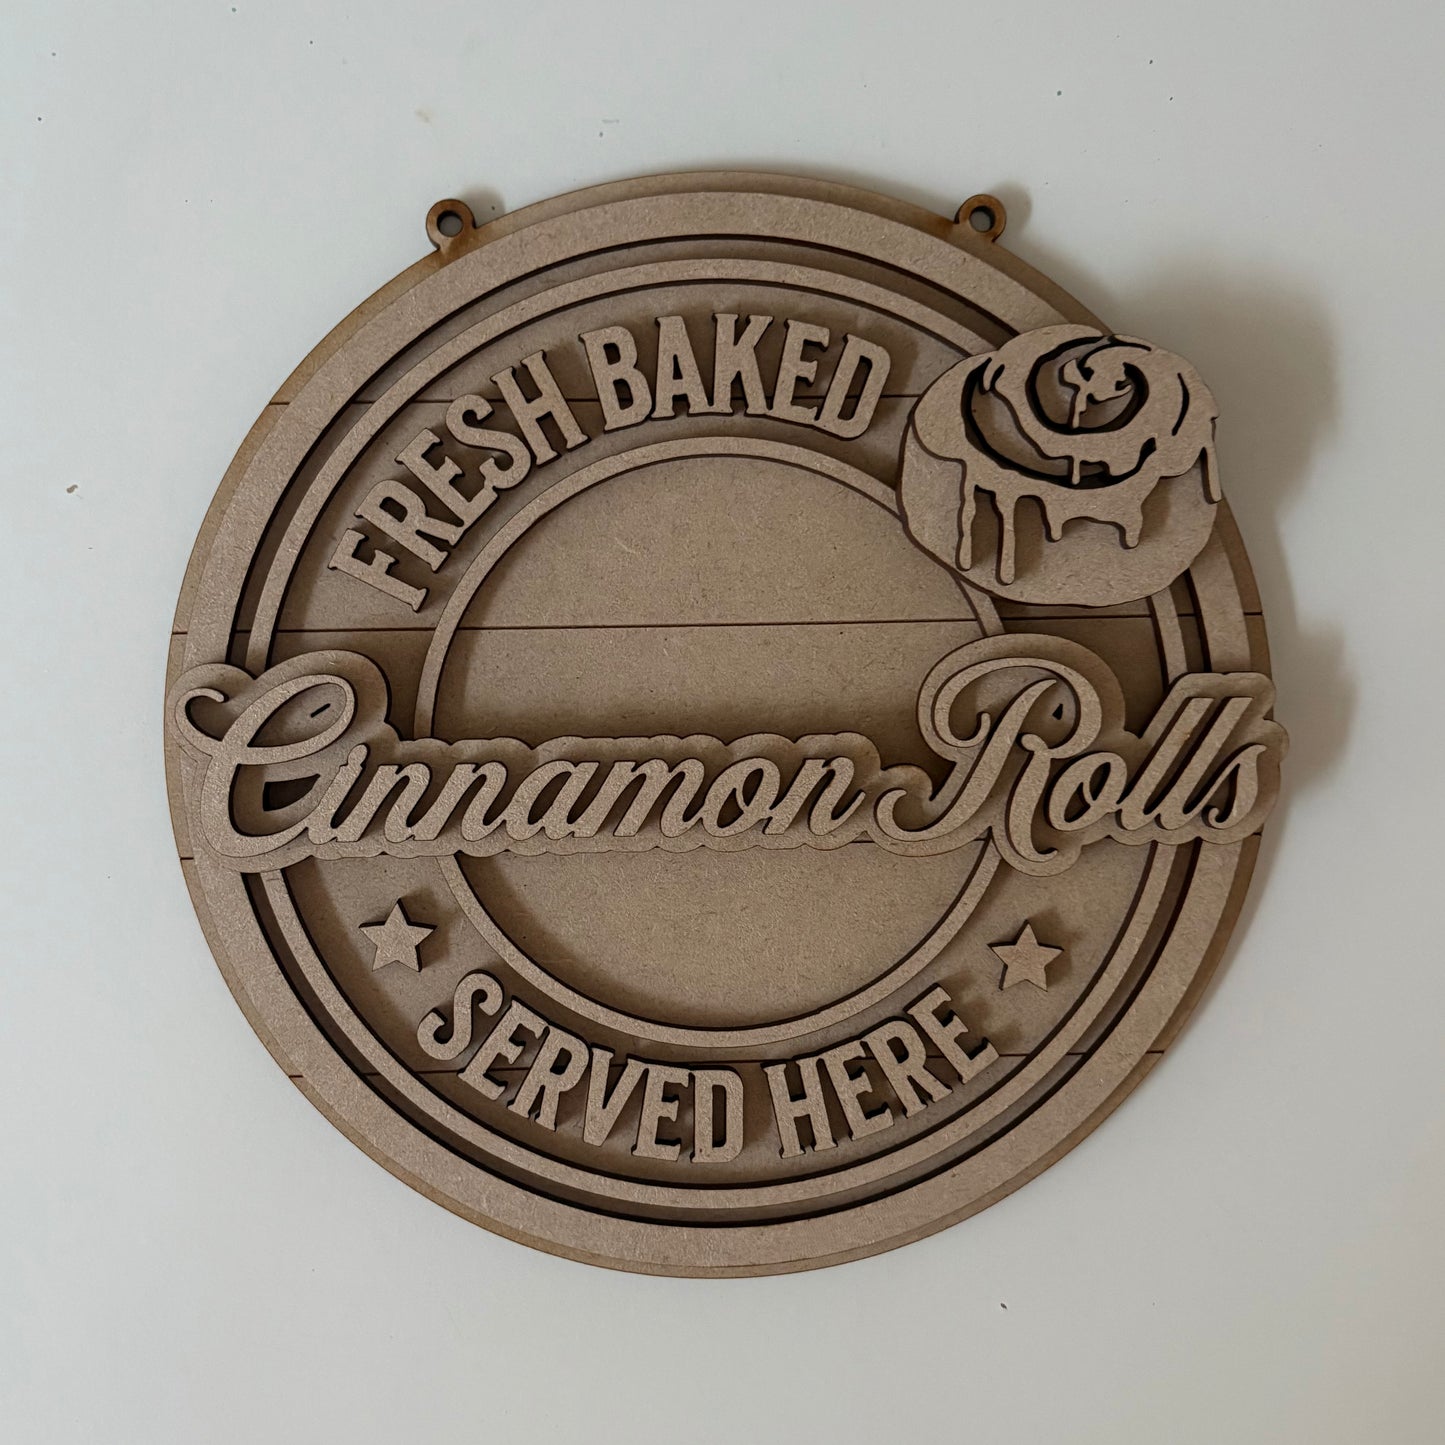 FRESH BAKED
Cinnamon Rolls
SERVED HERE